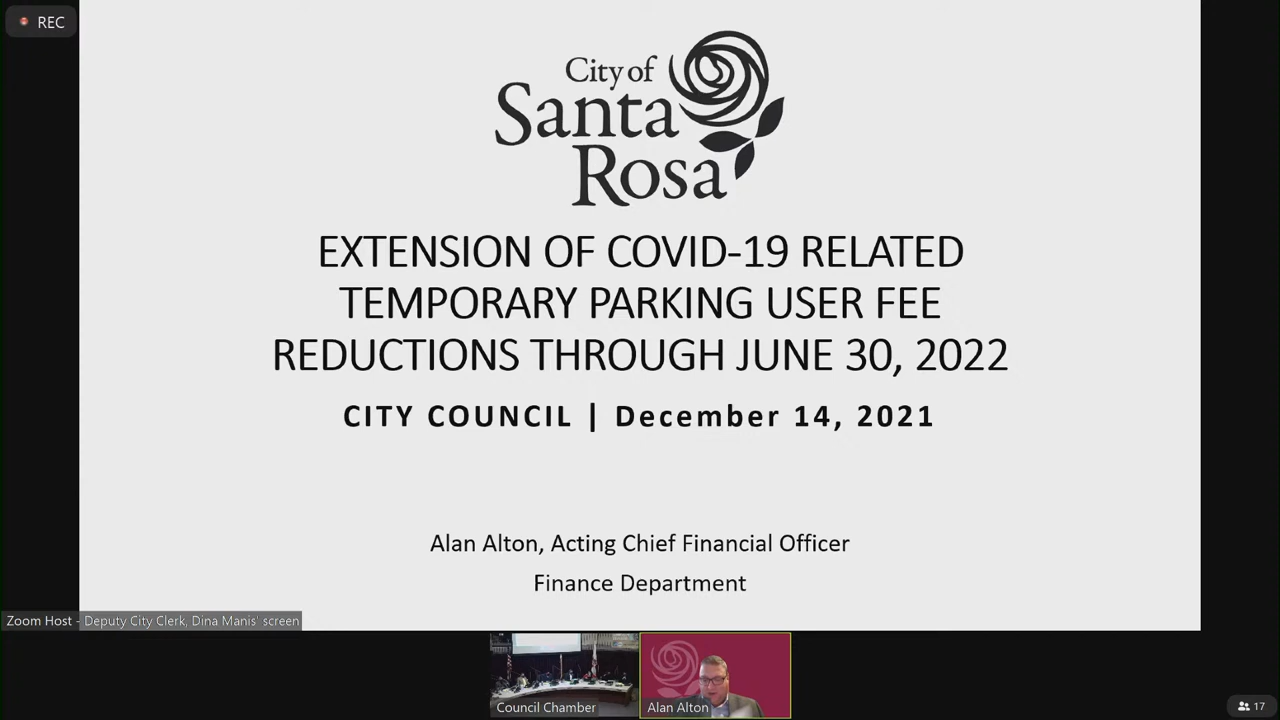 REC
City of
Santa
Rosa
EXTENSION OF COVID-19 RELATED
TEMPORARY PARKING USER FEE
REDUCTIONS THROUGH JUNE 30, 2022
CITY COUNCIL | December 14, 2021
Alan Alton, Acting Chief Financial Officer
Finance Department
Zoom Host - Deputy City Clerk, Dina Manis' screen
Council Chamber
Alan Alton
17